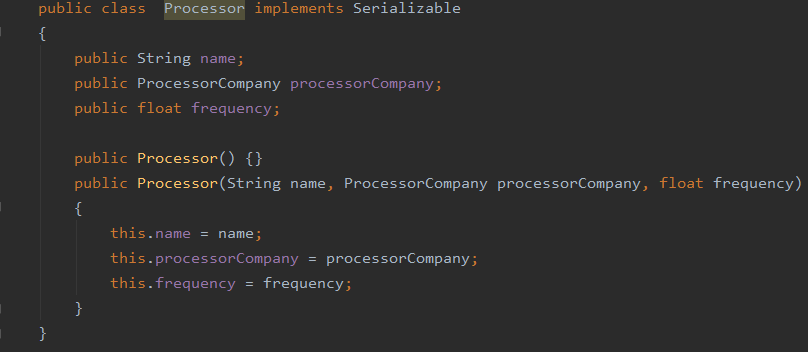 public class  Processor implements Serializable
{
    public String name;
    public ProcessorCompany processorCompany;
    public float frequency;

    public Processor() {}
    public Processor(String name, ProcessorCompany processorCompany, float frequency)
    {
        this.name = name;
        this.processorCompany = processorCompany;
        this.frequency = frequency;
    }
}